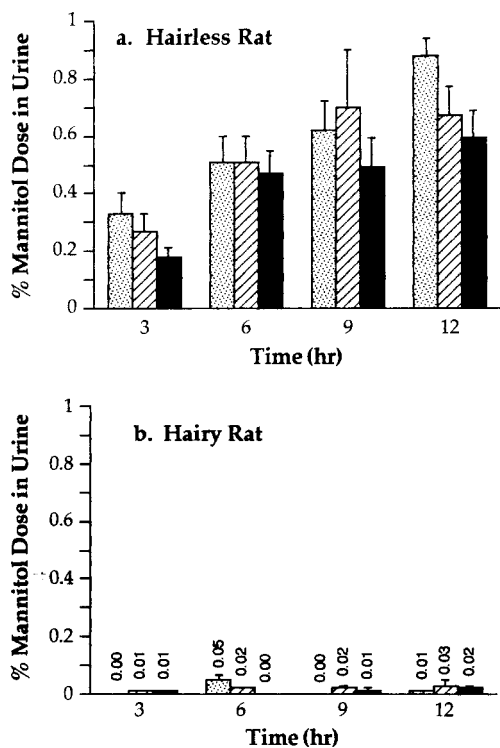 a. Hairless Rat
% Mannitol Dose in Urine
1
0.8
0.6
0.4
0.2
0
3 6 9 12
Time (hr)
b. Hairy Rat
% Mannitol Dose in Urine
1
0.8
0.6
0.4
0.2
0
0.00 0.01 0.01 0.05 0.02 0.00 0.00 0.02 0.01 0.01 0.03 0.02
3 6 9 12
Time (hr)